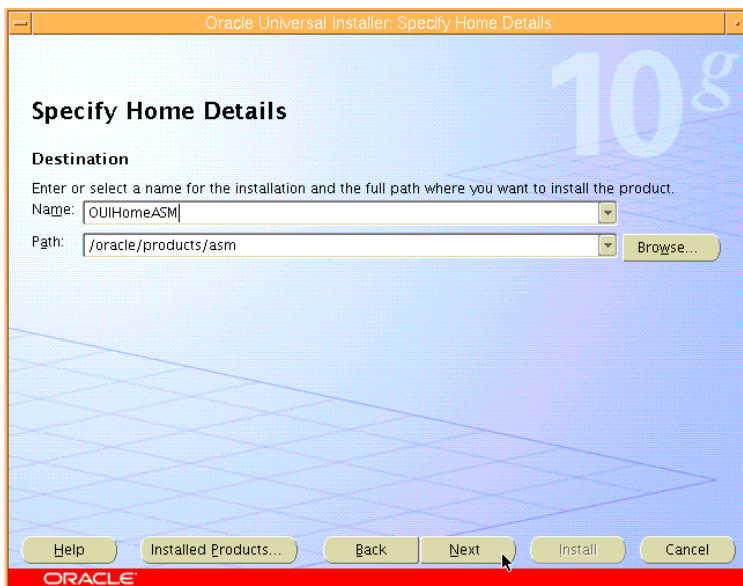 Oracle Universal Installer: Specify Home Details
10g
Specify Home Details
Destination
Enter or select a name for the installation and the full path where you want to install the product.
Name: OUIHomeASM
Path: /oracle/products/asm Browse...
Help Installed Products... Back Next Install Cancel
ORACLE